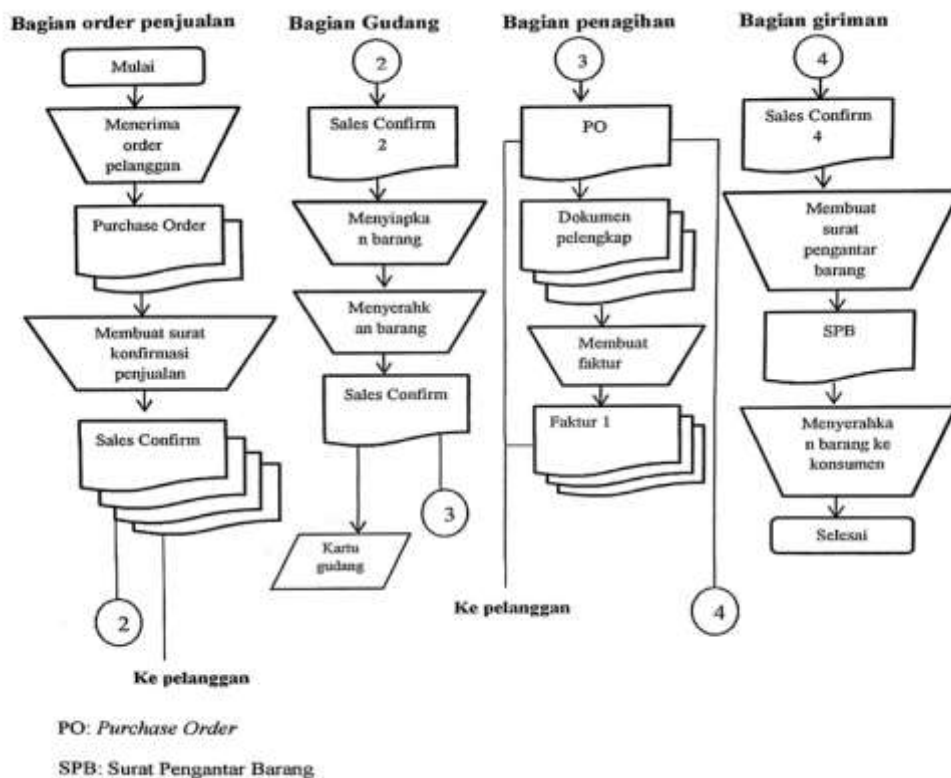 Bagian order penjualan
Mulai
Menerima
order
pelanggan
Purchase Order
Membuat surat
konfirmasi
penjualan
Sales Confirm
2
Ke pelanggan
Bagian Gudang
2
Sales Confirm
2
Menyiapka
n barang
Menyerahk
an barang
Sales Confirm
3
Kartu
gudang
Bagian penagihan
3
PO
Dokumen
pelengkap
Membuat
faktur
Faktur 1
Ke pelanggan
4
Bagian giriman
4
Sales Confirm
4
Membuat
surat
pengantar
barang
SPB
Menyerahka
n barang ke
konsumen
Selesai
PO: Purchase Order
SPB: Surat Pengantar Barang